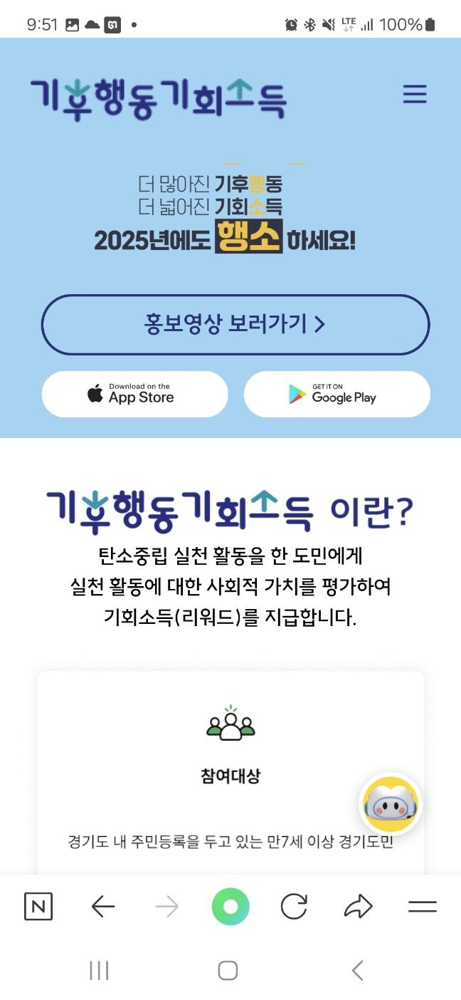 9:51 LTE 100%
기후행동기회소득
더 많아진 기후행동
더 넓어진 기회소득
2025년에도 행소 하세요!
홍보영상 보러가기 >
Download on the
App Store
GET IT ON
Google Play
기후행동기회소득 이란?
탄소중립 실천 활동을 한 도민에게
실천 활동에 대한 사회적 가치를 평가하여
기회소득(리워드)를 지급합니다.
참여대상
경기도 내 주민등록을 두고 있는 만7세 이상 경기도민
N